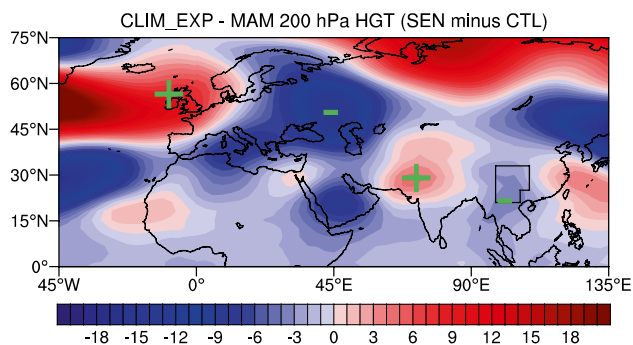 CLIM_EXP - MAM 200 hPa HGT (SEN minus CTL)
75°N
60°N
45°N
30°N
15°N
0°
45°W 0° 45°E 90°E 135°E
-18 -15 -12 -9 -6 -3 0 3 6 9 12 15 18